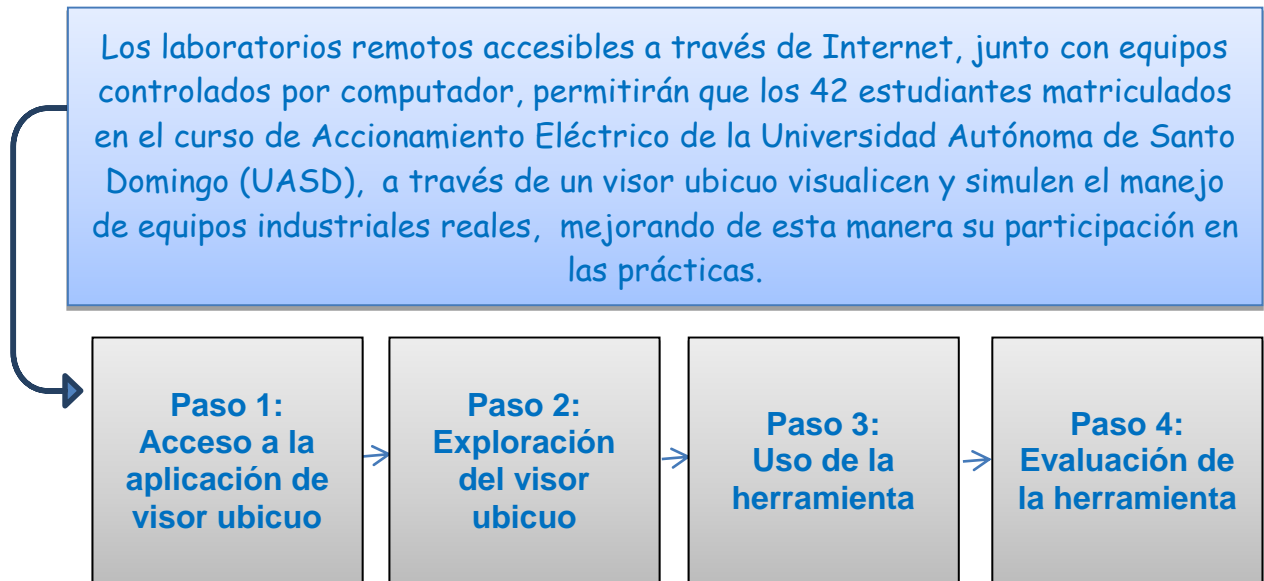 Los laboratorios remotos accesibles a través de Internet, junto con equipos
controlados por computador, permitirán que los 42 estudiantes matriculados
en el curso de Accionamiento Eléctrico de la Universidad Autónoma de Santo
Domingo (UASD), a través de un visor ubicuo visualicen y simulen el manejo
de equipos industriales reales, mejorando de esta manera su participación en
las prácticas.
Paso 1:
Acceso a la
aplicación de
visor ubicuo
Paso 2:
Exploración
del visor
ubicuo
Paso 3:
Uso de la
herramienta
Paso 4:
Evaluación de
la herramienta